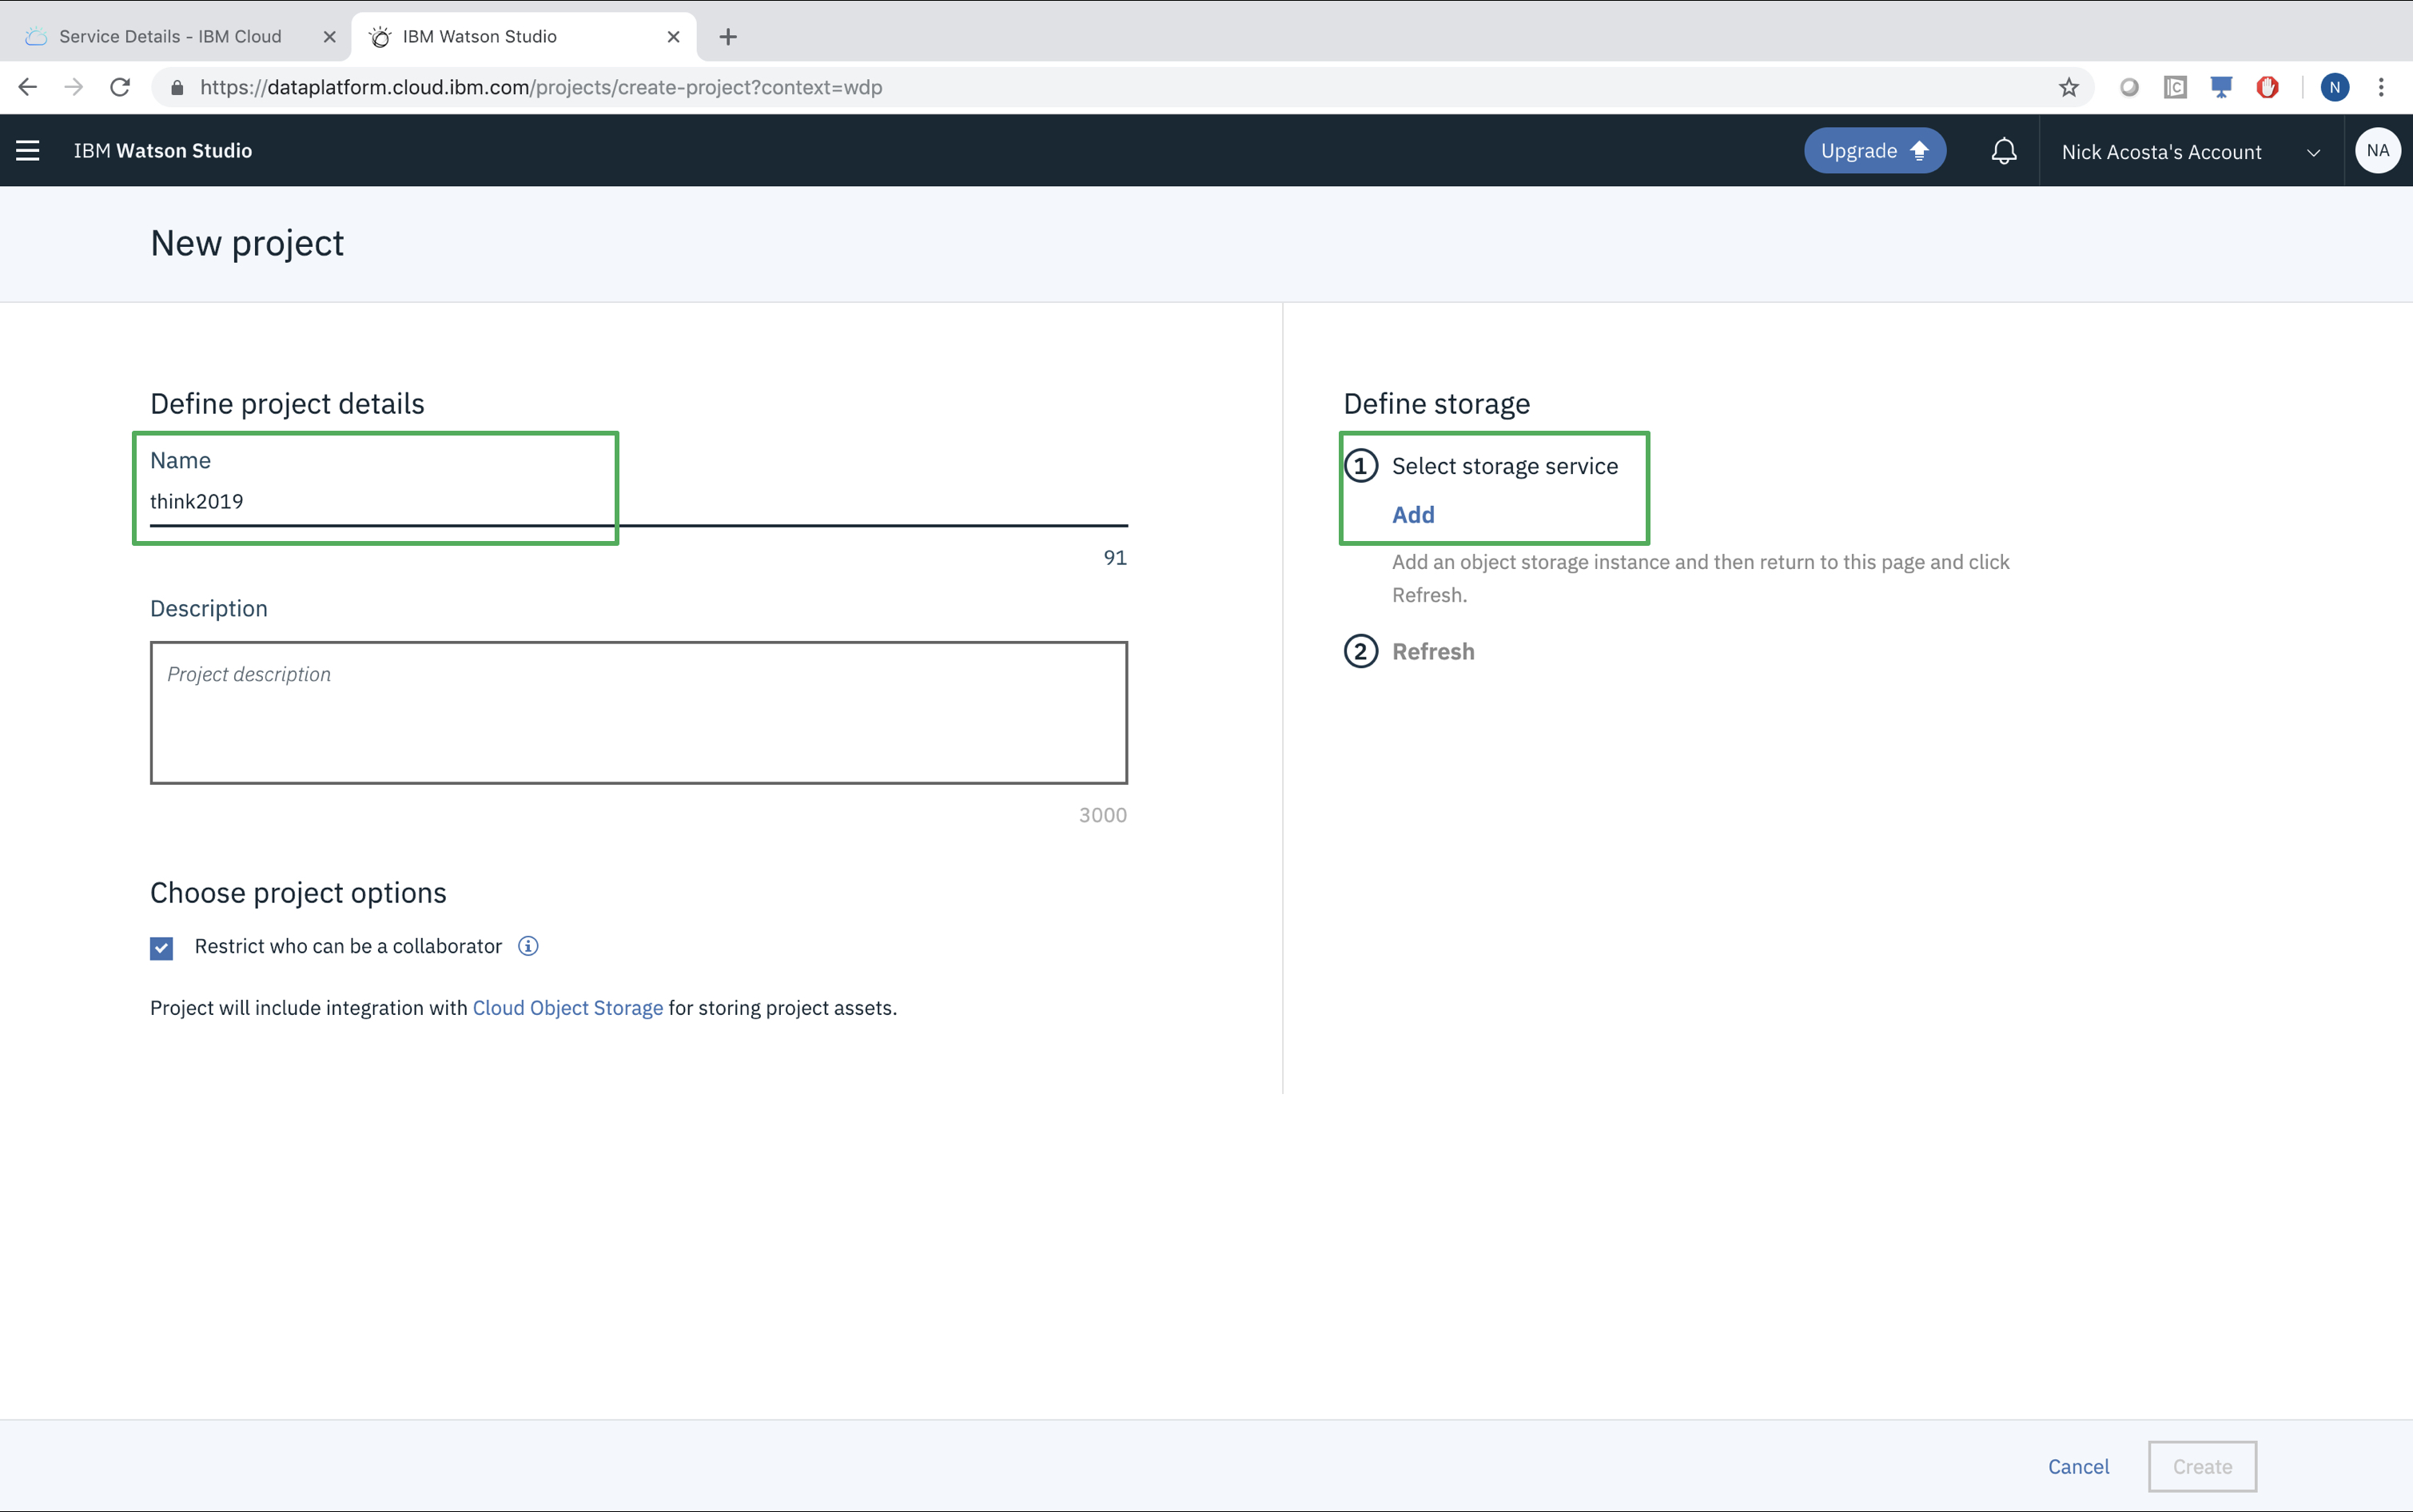 Service Details - IBM Cloud
IBM Watson Studio
https://dataplatform.cloud.ibm.com/projects/create-project?context=wdp
N
IBM Watson Studio
Upgrade
Nick Acosta's Account
NA
New project
Define project details
Name
think2019
91
Description
Project description
3000
Choose project options
Restrict who can be a collaborator
Project will include integration with Cloud Object Storage for storing project assets.
Define storage
1 Select storage service
Add
Add an object storage instance and then return to this page and click
Refresh.
2 Refresh
Cancel
Create